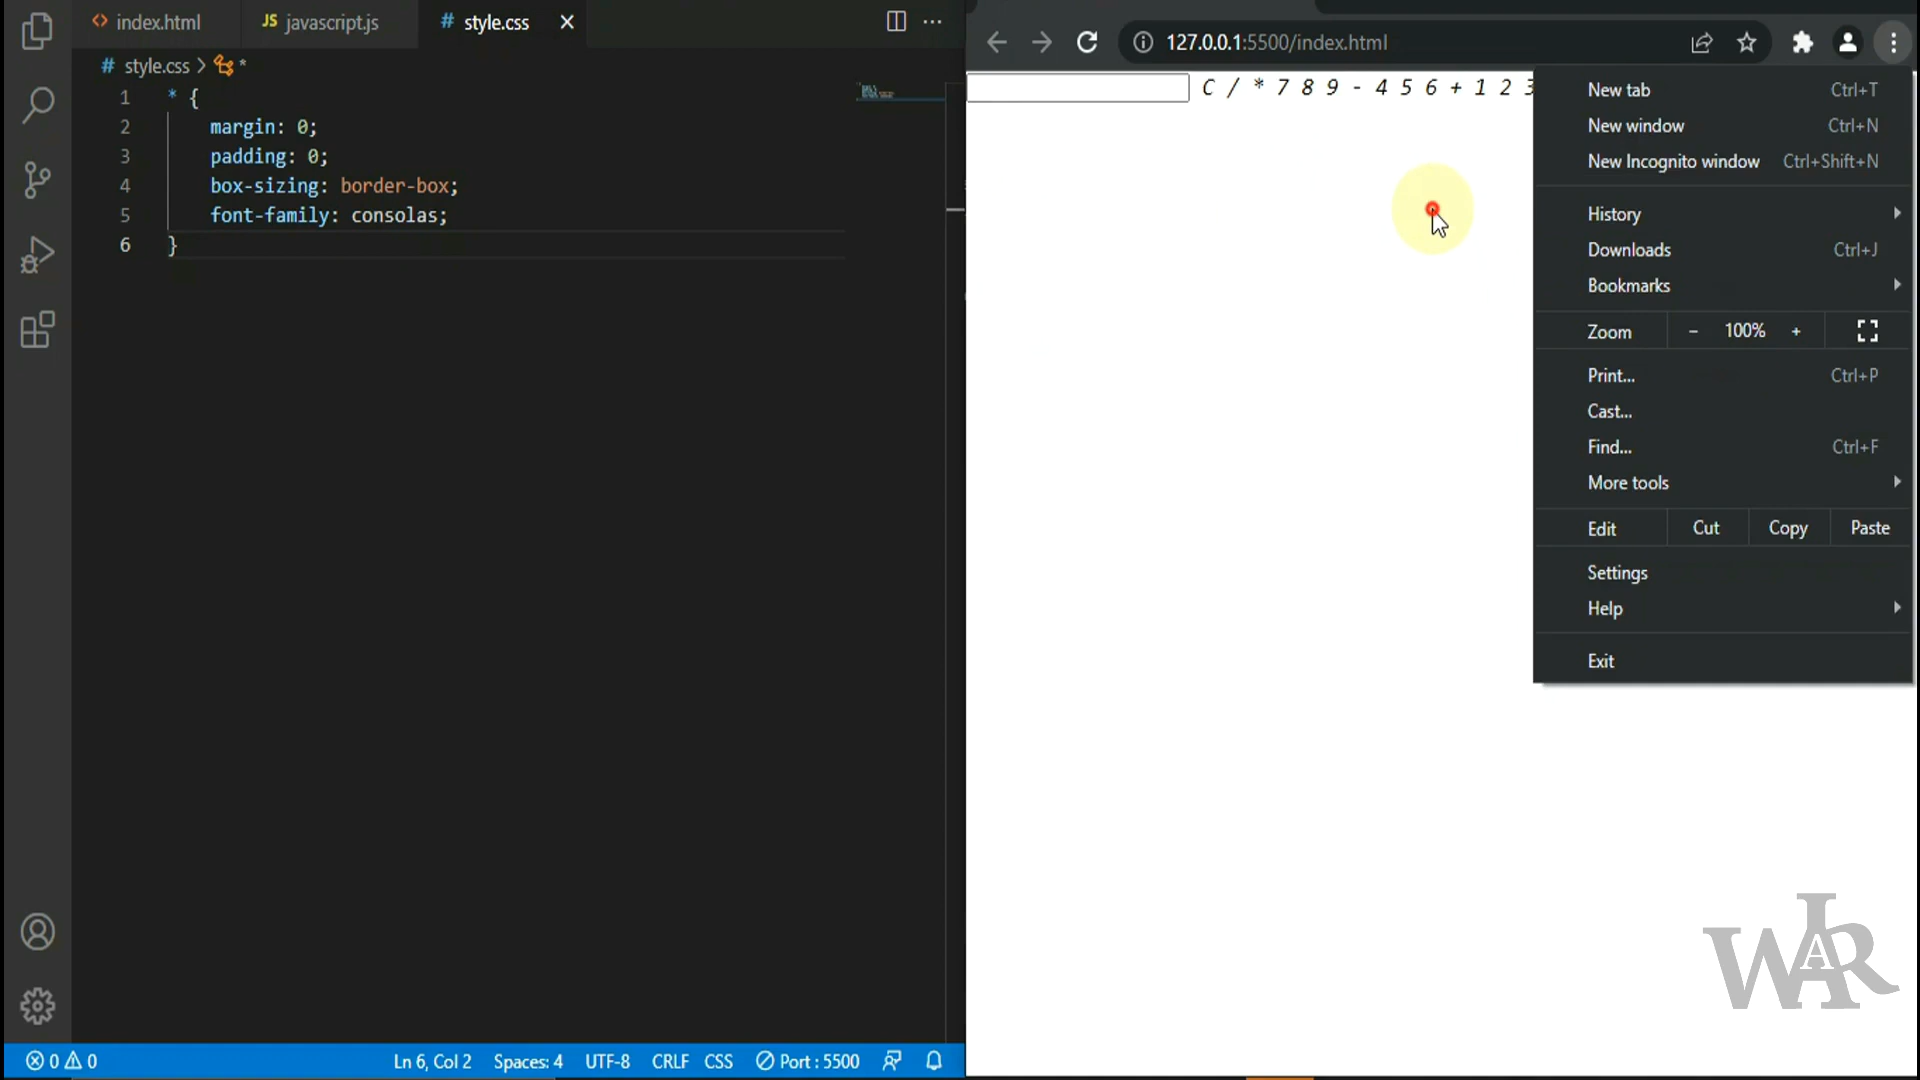 index.html
JS javascript.js
# style.css
# style.css > *
1 * {
2 margin: 0;
3 padding: 0;
4 box-sizing: border-box;
5 font-family: consolas;
6 }
0 0
Ln 6, Col 2
Spaces: 4
UTF-8
CRLF
CSS
Port : 5500
127.0.0.1:5500/index.html
C / * 7 8 9 - 4 5 6 + 1 2 3
New tab Ctrl+T
New window Ctrl+N
New Incognito window Ctrl+Shift+N
History
Downloads Ctrl+J
Bookmarks
Zoom - 100% +
Print... Ctrl+P
Cast...
Find... Ctrl+F
More tools
Edit Cut Copy Paste
Settings
Help
Exit
WJAR